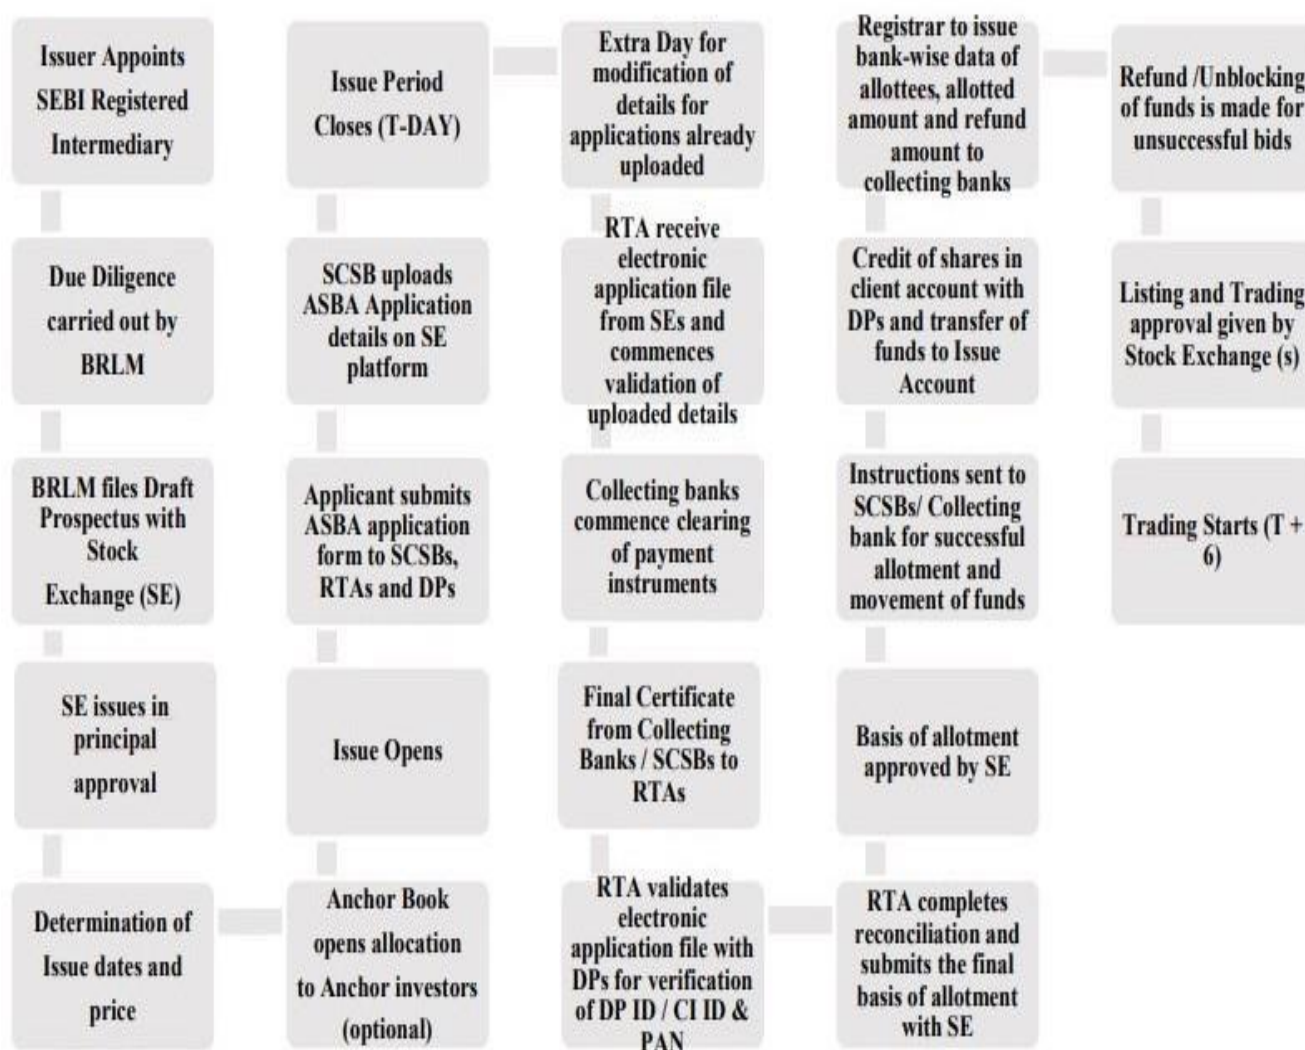 Issuer Appoints
SEBI Registered
Intermediary
Due Diligence
carried out by
BRLM
BRLM files Draft
Prospectus with
Stock
Exchange (SE)
SE issues in
principal
approval
Determination of
Issue dates and
price
Anchor Book
opens allocation
to Anchor investors
(optional)
Issue Opens
Applicant submits
ASBA application
form to SCSBs,
RTAs and DPs
SCSB uploads
ASBA Application
details on SE
platform
Issue Period
Closes (T-DAY)
Extra Day for
modification of
details for
applications already
uploaded
RTA receive
electronic
application file
from SEs and
commences
validation of
uploaded details
Collecting banks
commence clearing
of payment
instruments
Final Certificate
from Collecting
Banks / SCSBs to
RTAs
RTA validates
electronic
application file with
DPs for verification
of DP ID / CI ID &
PAN
RTA completes
reconciliation and
submits the final
basis of allotment
with SE
Basis of allotment
approved by SE
Instructions sent to
SCSBs/ Collecting
bank for successful
allotment and
movement of funds
Credit of shares in
client account with
DPs and transfer of
funds to Issue
Account
Registrar to issue
bank-wise data of
allottees, allotted
amount and refund
amount to
collecting banks
Refund /Unblocking
of funds is made for
unsuccessful bids
Listing and Trading
approval given by
Stock Exchange (s)
Trading Starts (T +
6)